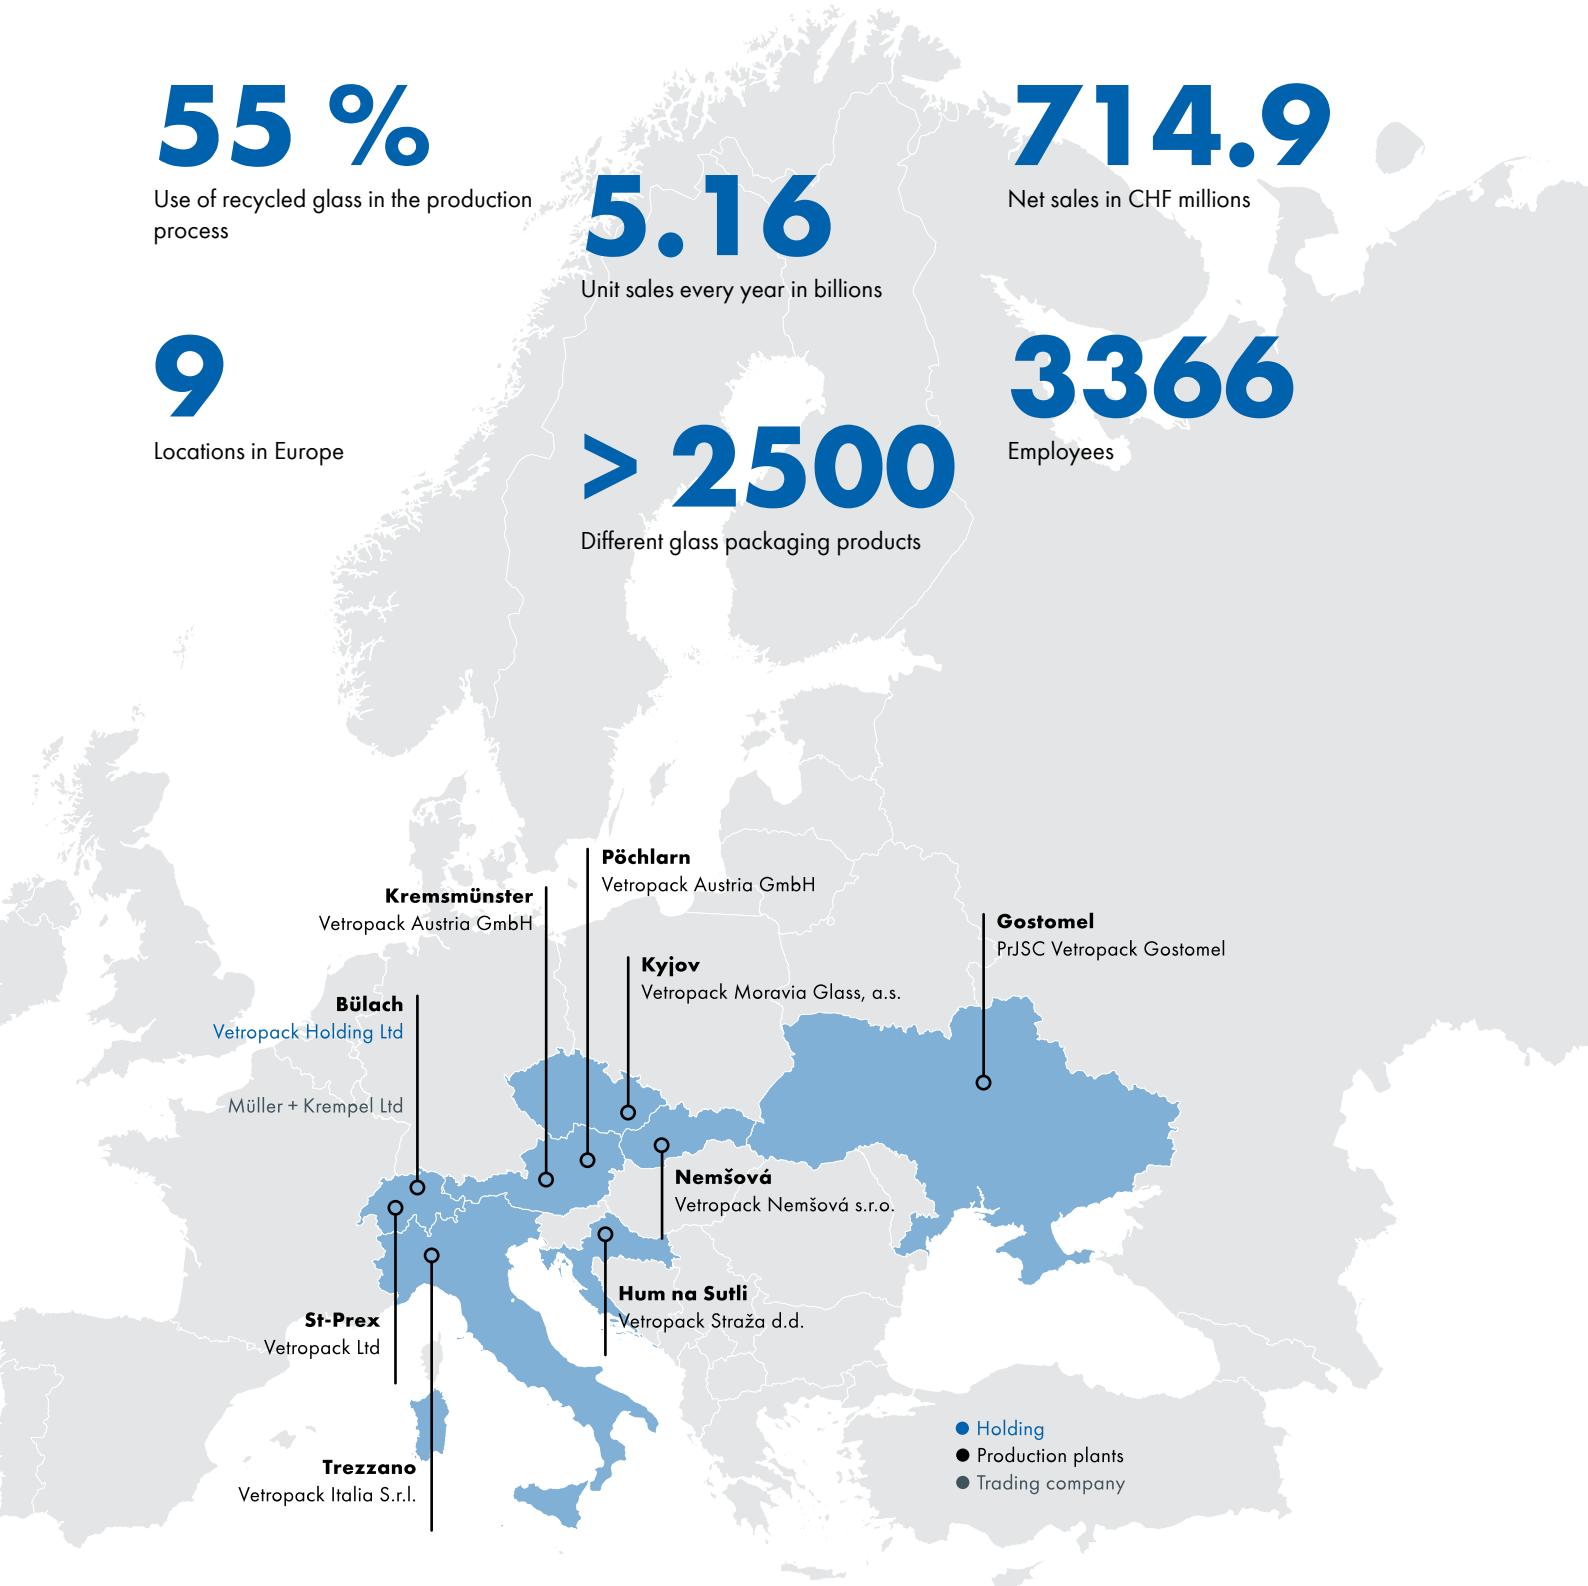 55 %
Use of recycled glass in the production
process
5.16
Unit sales every year in billions
714.9
Net sales in CHF millions
9
Locations in Europe
> 2500
Different glass packaging products
3366
Employees
Pöchlarn
Vetropack Austria GmbH
Kremsmünster
Vetropack Austria GmbH
Gostomel
PrJSC Vetropack Gostomel
Kyjov
Vetropack Moravia Glass, a.s.
Bülach
Vetropack Holding Ltd
Müller + Krempel Ltd
Nemšová
Vetropack Nemšová s.r.o.
Hum na Sutli
Vetropack Straža d.d.
St-Prex
Vetropack Ltd
Trezzano
Vetropack Italia S.r.l.
Holding
Production plants
Trading company